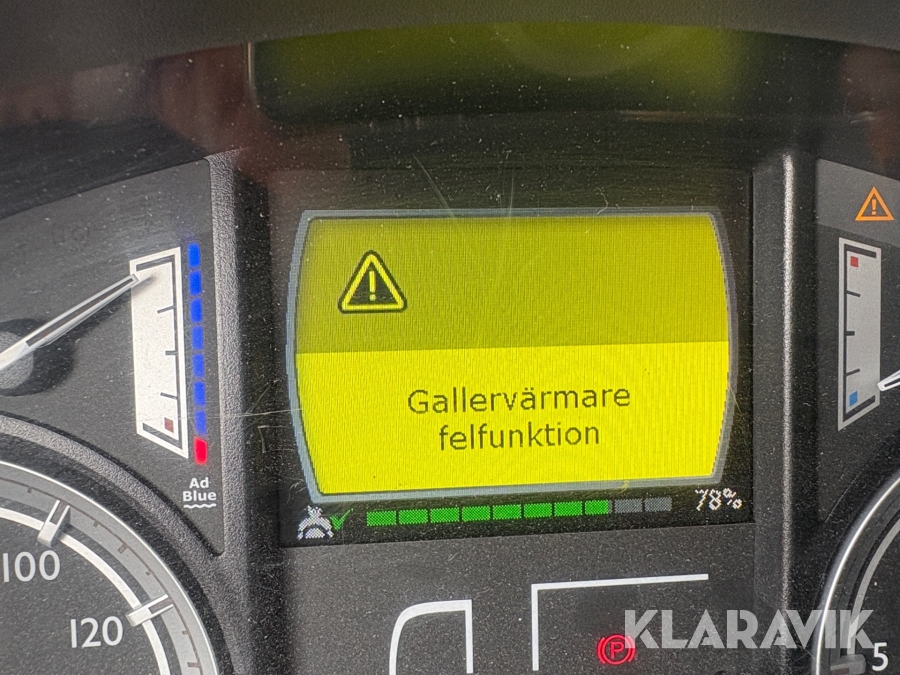 Gallervärmare
felfunktion
Ad
Blue
78%
100
120
P
KLARAVIK
5